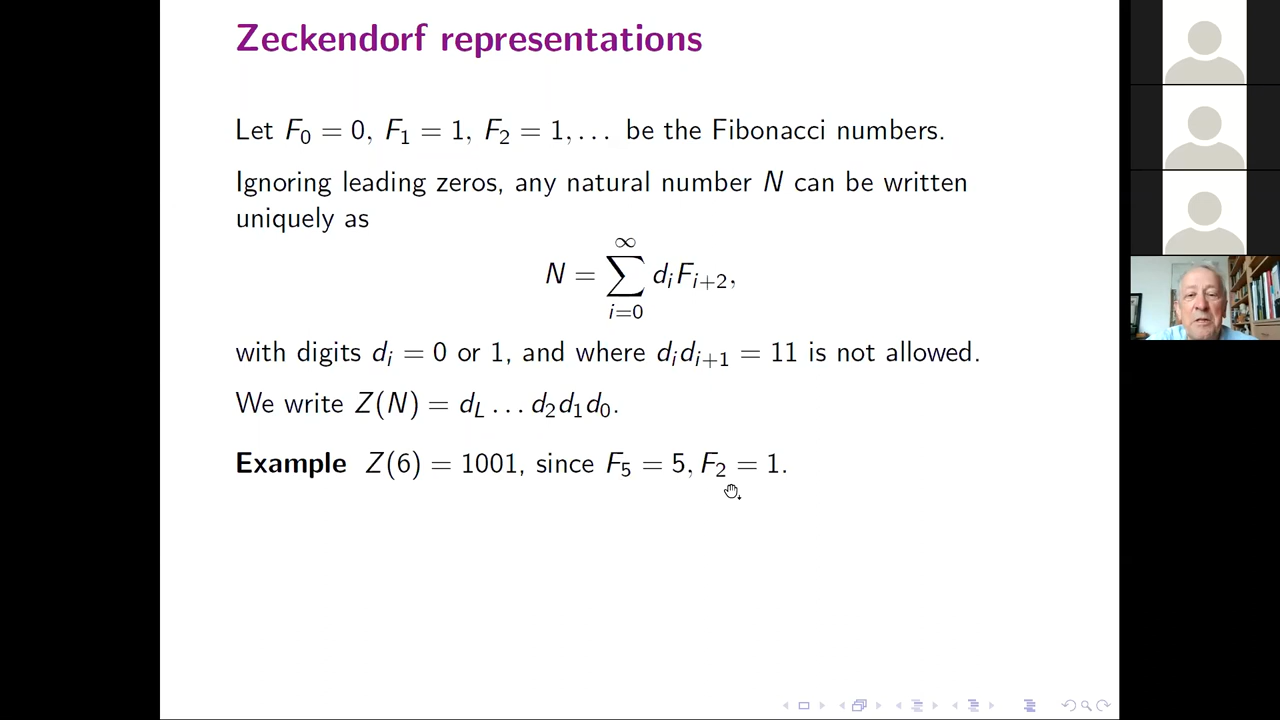 Zeckendorf representations
Let F₀ = 0, F₁ = 1, F₂ = 1, . . . be the Fibonacci numbers.
Ignoring leading zeros, any natural number N can be written
uniquely as
N = ∑_{i=0}^{∞} dᵢFᵢ₊₂,
with digits dᵢ = 0 or 1, and where dᵢdᵢ₊₁ = 11 is not allowed.
We write Z(N) = d_L . . . d₂d₁d₀.
Example Z(6) = 1001, since F₅ = 5, F₂ = 1.